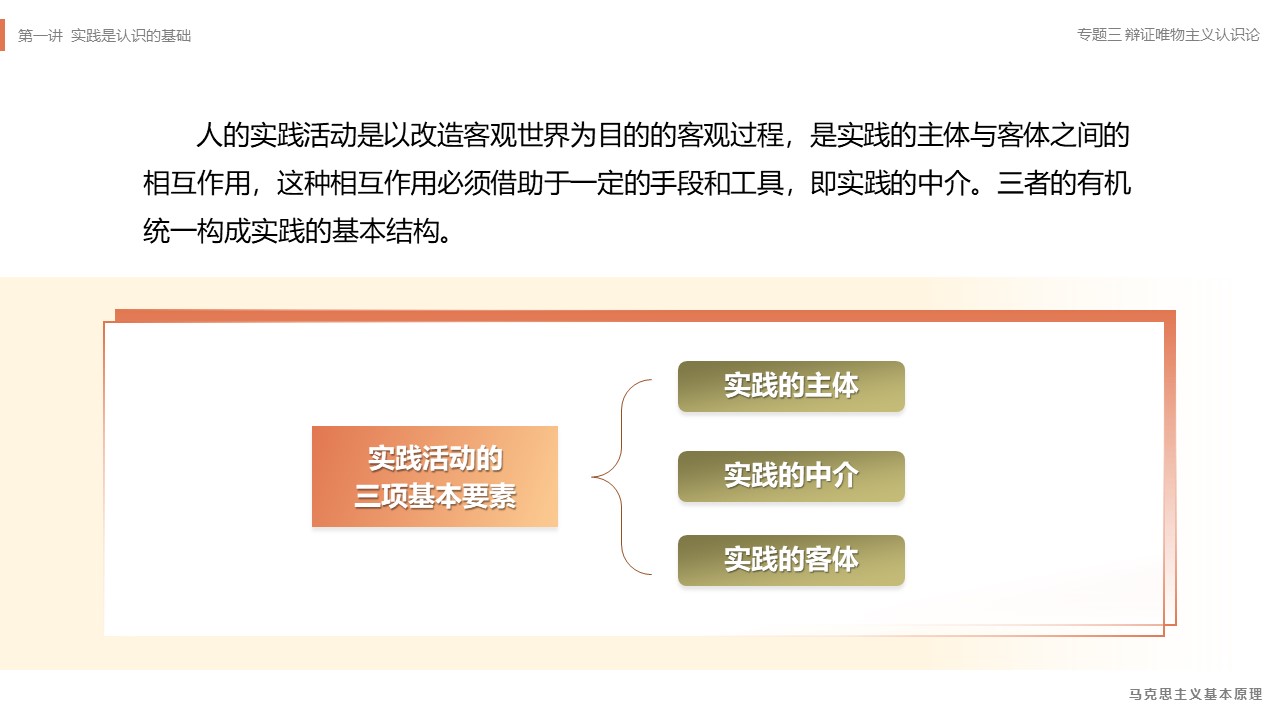 第一讲 实践是认识的基础
专题三 辩证唯物主义认识论
人的实践活动是以改造客观世界为目的的客观过程，是实践的主体与客体之间的
相互作用，这种相互作用必须借助于一定的手段和工具，即实践的中介。三者的有机
统一构成实践的基本结构。
实践活动的
三项基本要素
实践的主体
实践的中介
实践的客体
马克思主义基本原理